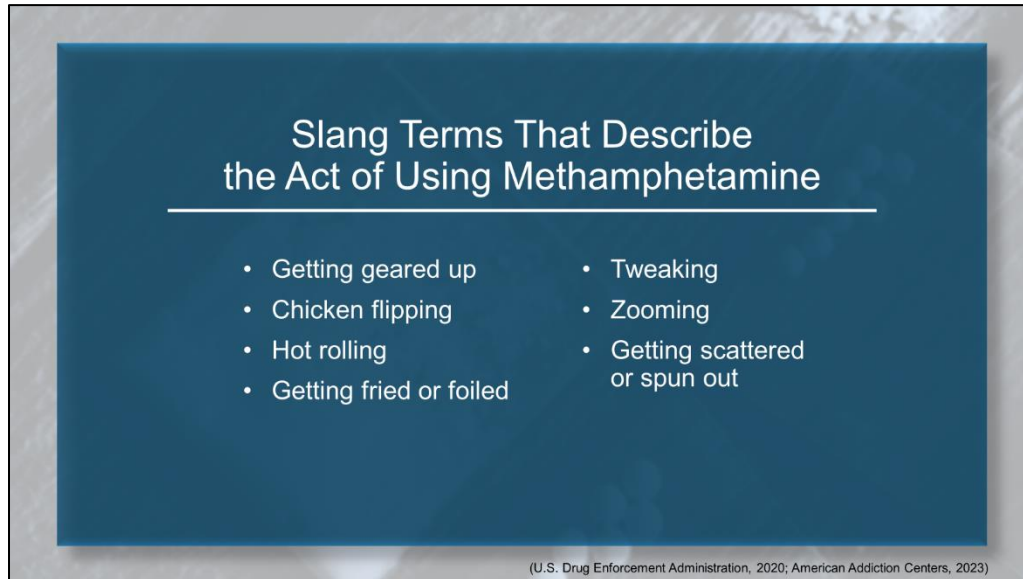 Slang Terms That Describe
the Act of Using Methamphetamine
• Getting geared up
• Chicken flipping
• Hot rolling
• Getting fried or foiled
• Tweaking
• Zooming
• Getting scattered
or spun out
(U.S. Drug Enforcement Administration, 2020; American Addiction Centers, 2023)